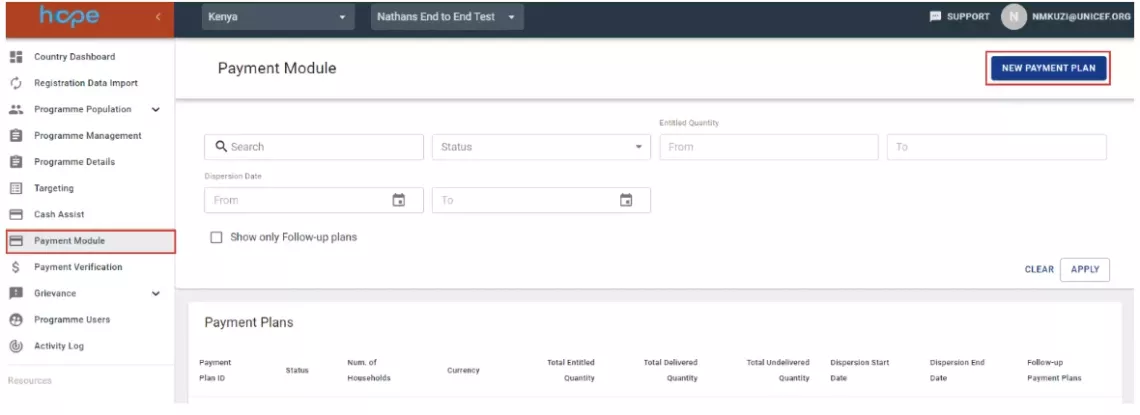 hope
Kenya
Nathans End to End Test
SUPPORT
N
NMKUZI@UNICEF.ORG
Country Dashboard
Registration Data Import
Programme Population
Programme Management
Programme Details
Targeting
Cash Assist
Payment Module
Payment Verification
Grievance
Programme Users
Activity Log
Resources
Payment Module
NEW PAYMENT PLAN
Entitled Quantity
Search
Status
From
To
Dispersion Date
From
To
Show only Follow-up plans
CLEAR
APPLY
Payment Plans
Payment
Plan ID
Status
Num. of
Households
Currency
Total Entitled
Quantity
Total Delivered
Quantity
Total Undelivered
Quantity
Dispersion Start
Date
Dispersion End
Date
Follow-up
Payment Plans